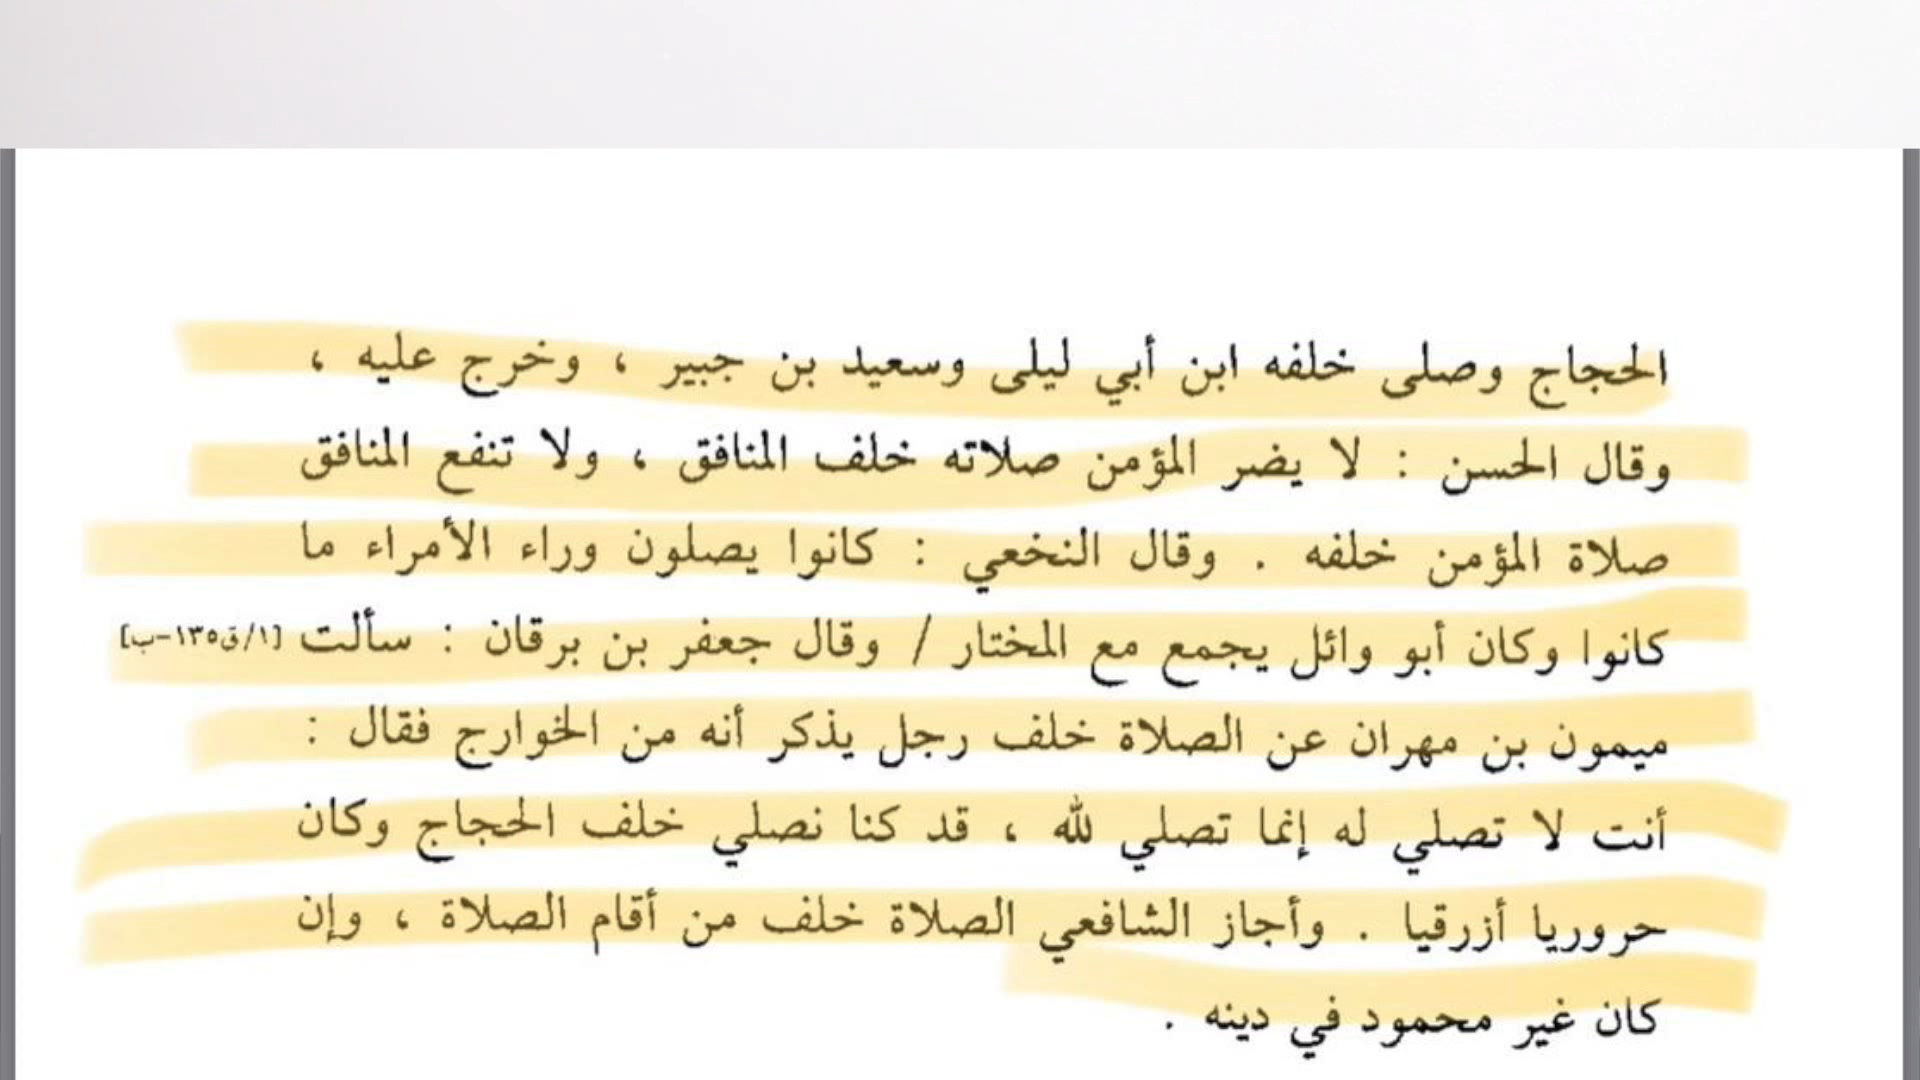 الحجاج وصلى خلفه ابن أبي ليلى وسعيد بن جبير ، وخرج عليه ،
وقال الحسن : لا يضر المؤمن صلاته خلف المنافق ، ولا تنفع المنافق
صلاة المؤمن خلفه . وقال النخعي : كانوا يصلون وراء الأمراء ما
كانوا وكان أبو وائل يجمع مع المختار / وقال جعفر بن برقان : سألت [١/ق١٣٥-ب]
ميمون بن مهران عن الصلاة خلف رجل يذكر أنه من الخوارج فقال :
أنت لا تصلي له إنما تصلي لله ، قد كنا نصلي خلف الحجاج وكان
حروريا أزرقيا . وأجاز الشافعي الصلاة خلف من أقام الصلاة ، وإن
كان غير محمود في دينه .